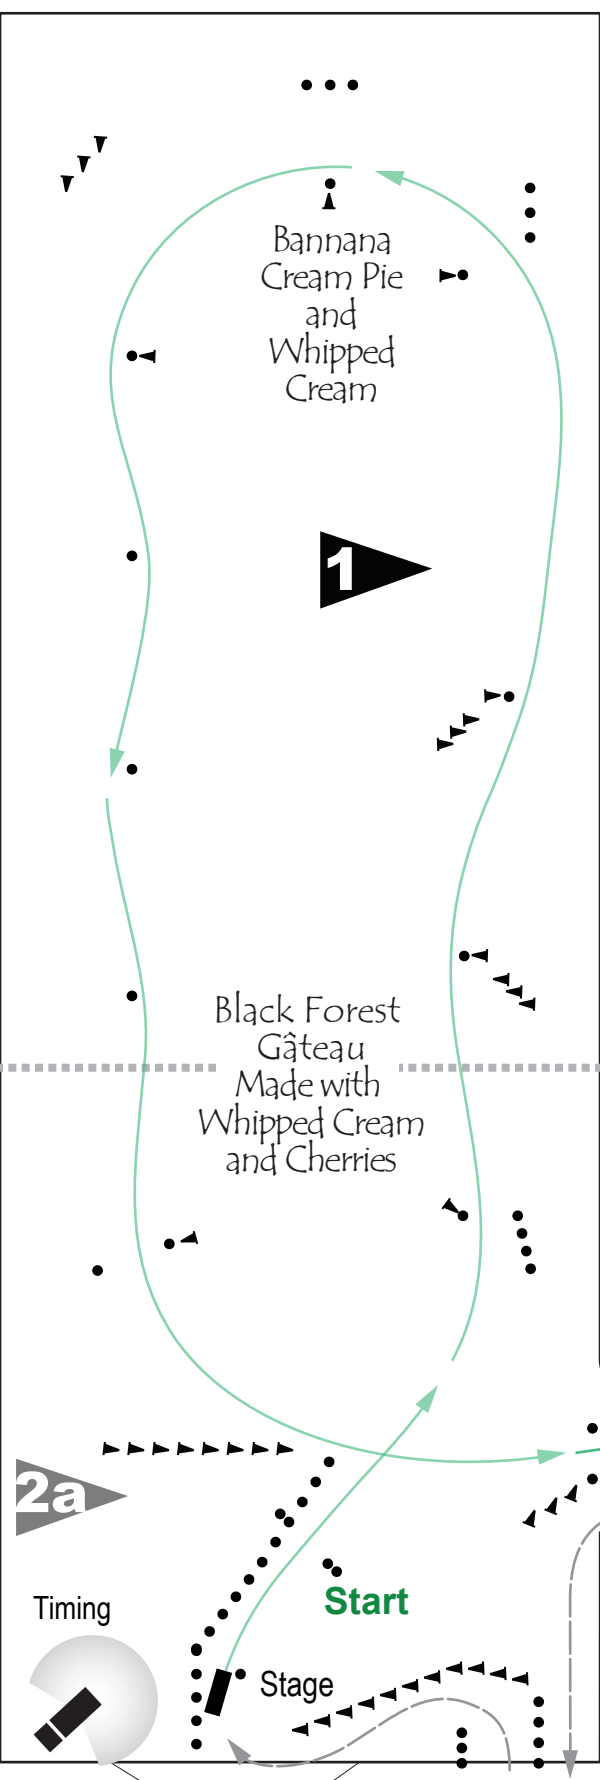 Bannana
Cream Pie
and
Whipped
Cream
1
Black Forest
Gâteau
Made with
Whipped Cream
and Cherries
2a
Start
Timing
Stage